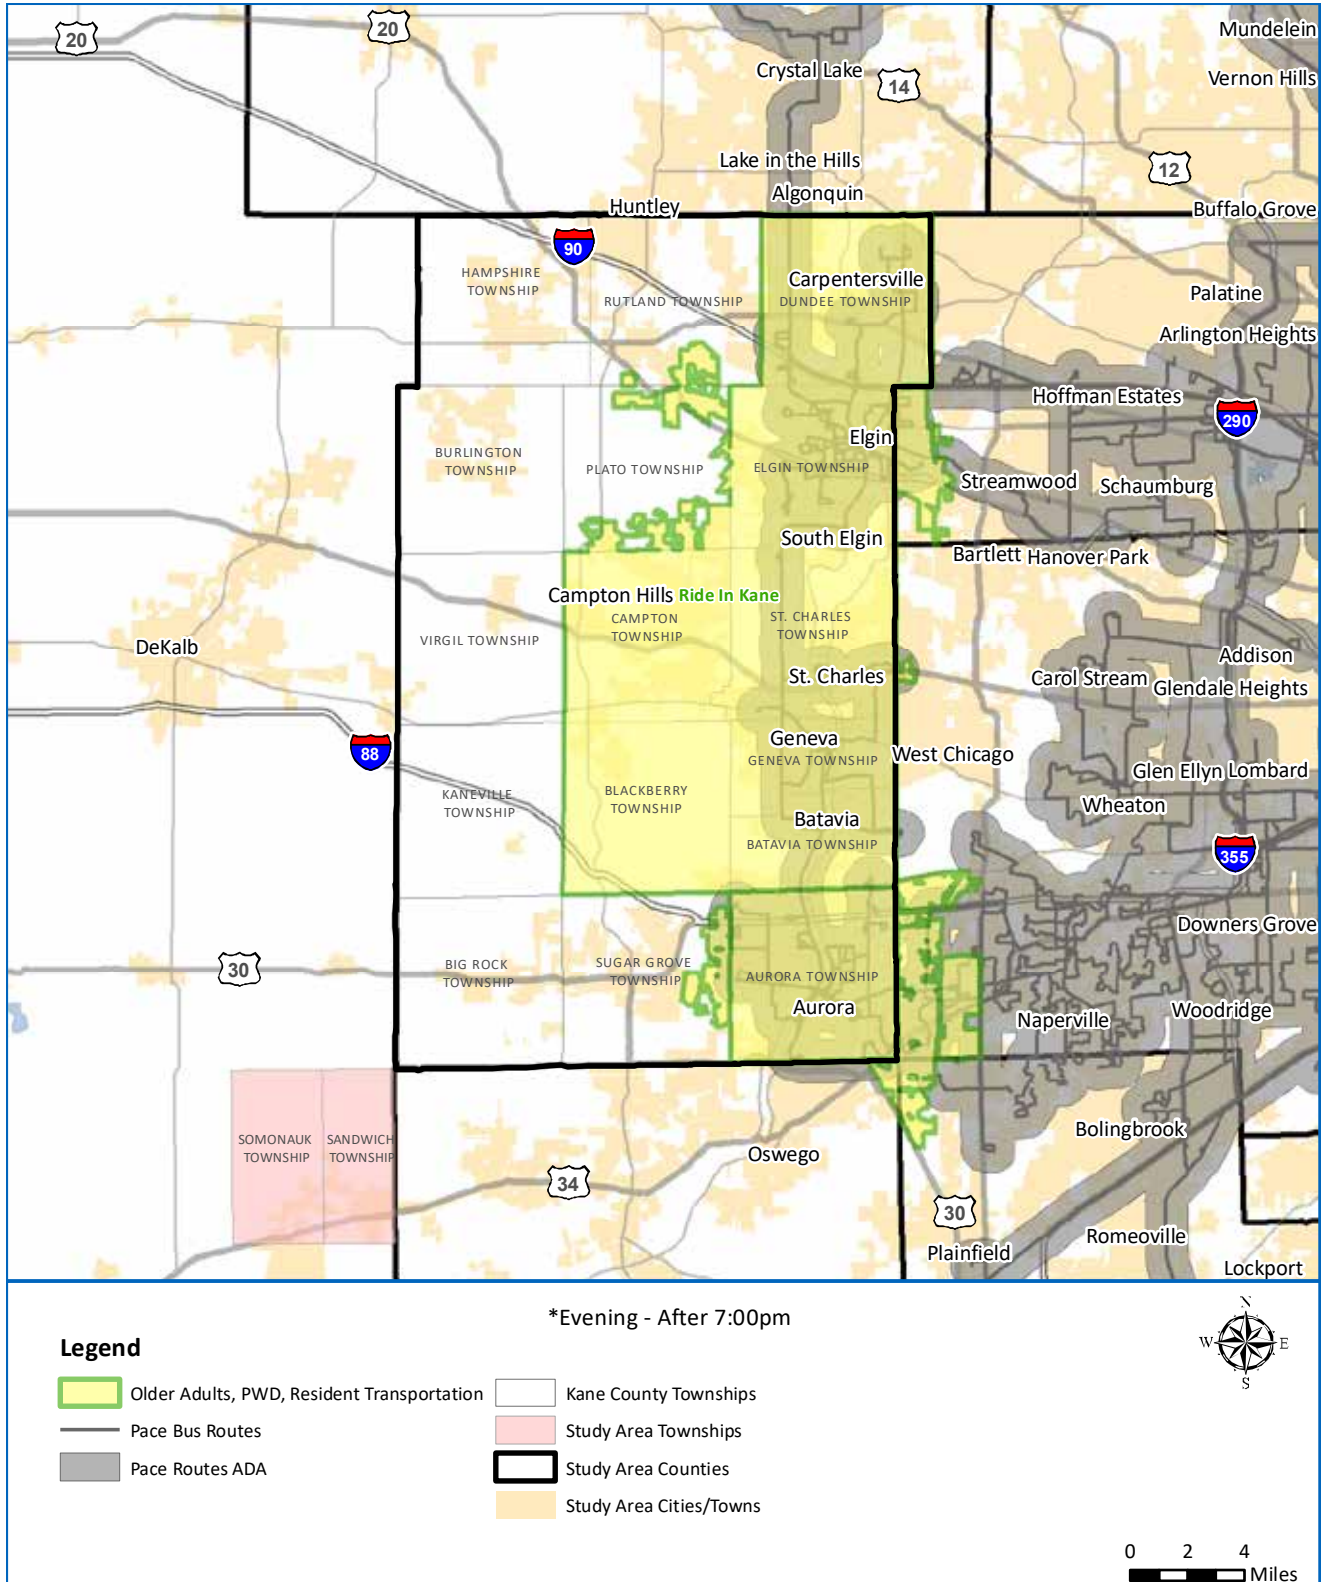 20
20
Mundelein
Crystal Lake
14
Vernon Hills
Lake in the Hills
12
Algonquin
Huntley
Buffalo Grove
90
HAMPSHIRE
TOWNSHIP
Carpentersville
RUTLAND TOWNSHIP
DUNDEE TOWNSHIP
Palatine
Arlington Heights
Hoffman Estates
290
Elgin
BURLINGTON
TOWNSHIP
PLATO TOWNSHIP
ELGIN TOWNSHIP
Streamwood
Schaumburg
South Elgin
Bartlett
Hanover Park
Campton Hills
Ride In Kane
CAMPTON
TOWNSHIP
ST. CHARLES
TOWNSHIP
VIRGIL TOWNSHIP
DeKalb
Addison
St. Charles
Carol Stream
Glendale Heights
Geneva
88
GENEVA TOWNSHIP
West Chicago
Glen Ellyn
Lombard
KANEVILLE
TOWNSHIP
BLACKBERRY
TOWNSHIP
Wheaton
Batavia
BATAVIA TOWNSHIP
355
Downers Grove
30
BIG ROCK
TOWNSHIP
SUGAR GROVE
TOWNSHIP
AURORA TOWNSHIP
Aurora
Naperville
Woodridge
SOMONAUK
TOWNSHIP
SANDWICH
TOWNSHIP
Bolingbrook
Oswego
34
30
Plainfield
Romeoville
Lockport
*Evening - After 7:00pm
N
W
E
S
Legend
Older Adults, PWD, Resident Transportation
Pace Bus Routes
Pace Routes ADA
Kane County Townships
Study Area Townships
Study Area Counties
Study Area Cities/Towns
0 2 4
Miles